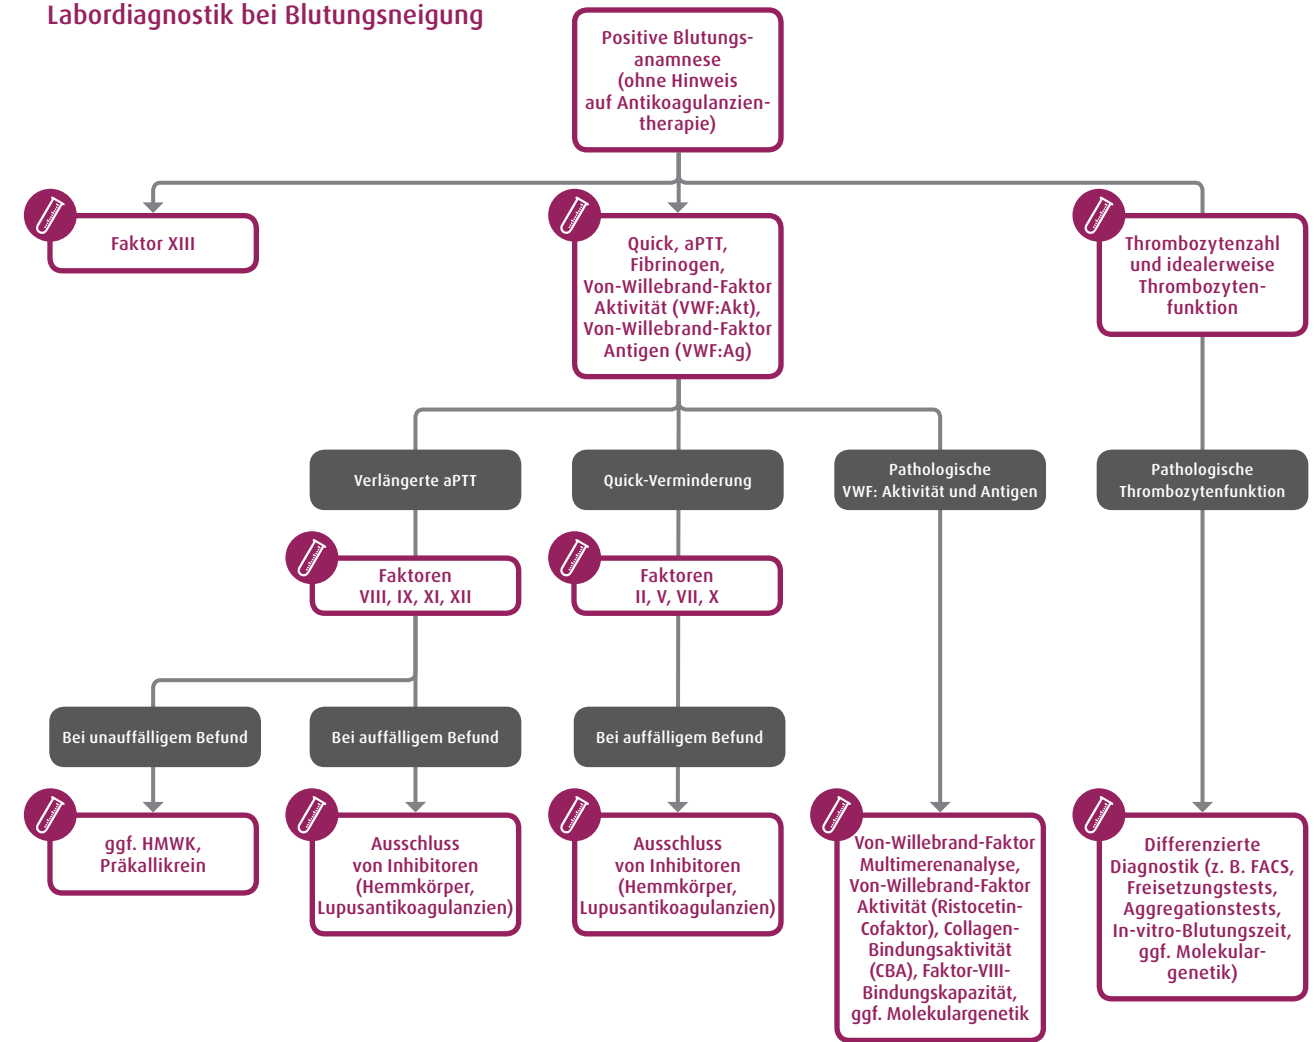 Labordiagnostik bei Blutungsneigung
Positive Blutungs-
anamnese
(ohne Hinweis
auf Antikoagulanzien-
therapie)
Faktor XIII
Quick, aPTT,
Fibrinogen,
Von-Willebrand-Faktor
Aktivität (VWF:Akt),
Von-Willebrand-Faktor
Antigen (VWF:Ag)
Thrombozytenzahl
und idealerweise
Thrombozyten-
funktion
Verlängerte aPTT
Quick-Verminderung
Pathologische
VWF: Aktivität und Antigen
Pathologische
Thrombozytenfunktion
Faktoren
VIII, IX, XI, XII
Faktoren
II, V, VII, X
Bei unauffälligem Befund
Bei auffälligem Befund
Bei auffälligem Befund
ggf. HMWK,
Präkallikrein
Ausschluss
von Inhibitoren
(Hemmkörper,
Lupusantikoagulanzien)
Ausschluss
von Inhibitoren
(Hemmkörper,
Lupusantikoagulanzien)
Von-Willebrand-Faktor
Multimerenanalyse,
Von-Willebrand-Faktor
Aktivität (Ristocetin-
Cofaktor), Collagen-
Bindungsaktivität
(CBA), Faktor-VIII-
Bindungskapazität,
ggf. Molekulargenetik
Differenzierte
Diagnostik (z. B. FACS,
Freisetzungstests,
Aggregationstests,
In-vitro-Blutungszeit,
ggf. Molekular-
genetik)